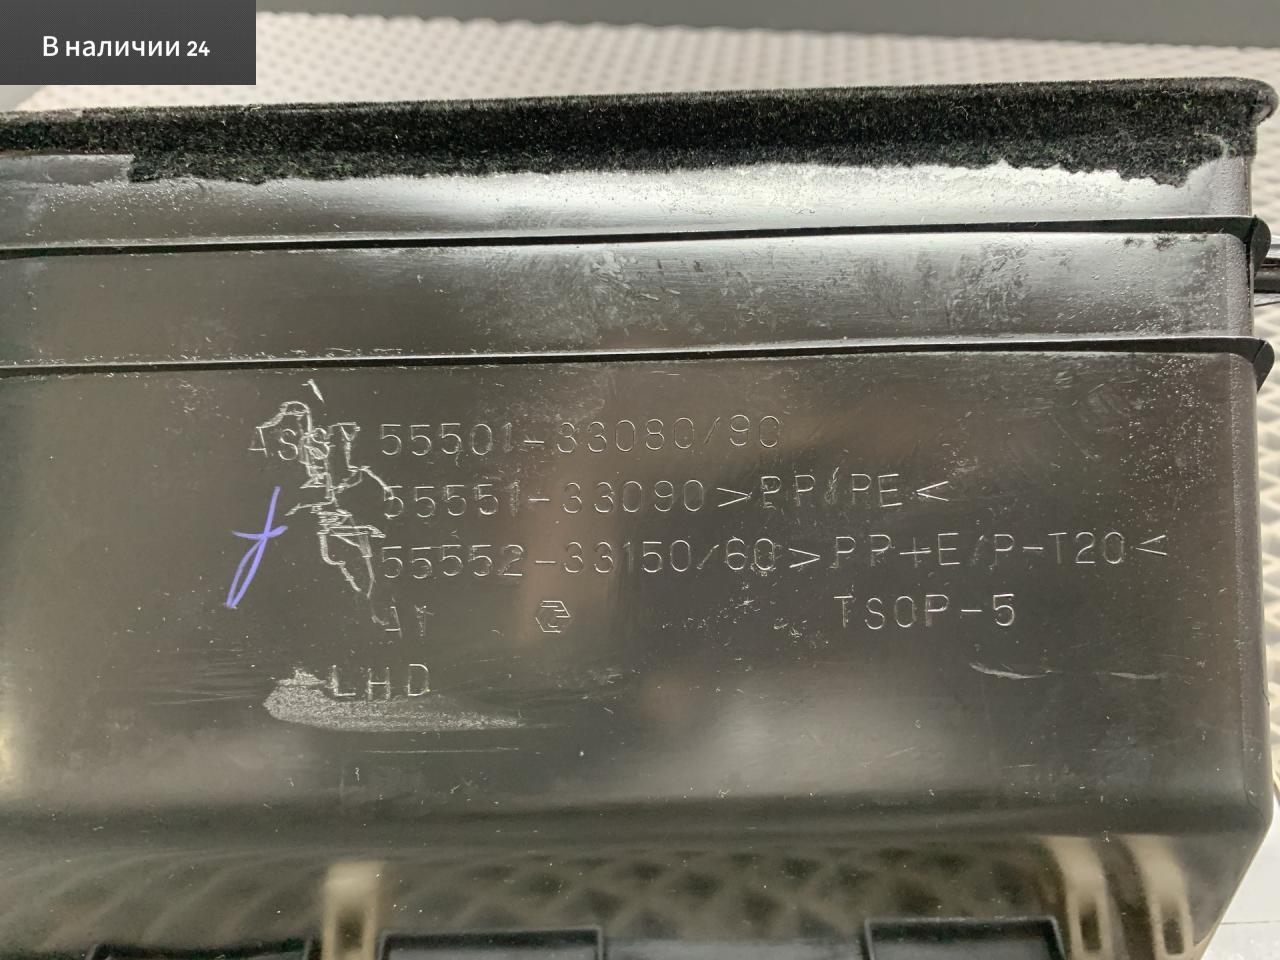 В наличии 24
ASSY 55501-33080/90
55551-33090 >PP/PE<
55552-33150/60 >PP+E/P-T20<
TSOP-5
LHD